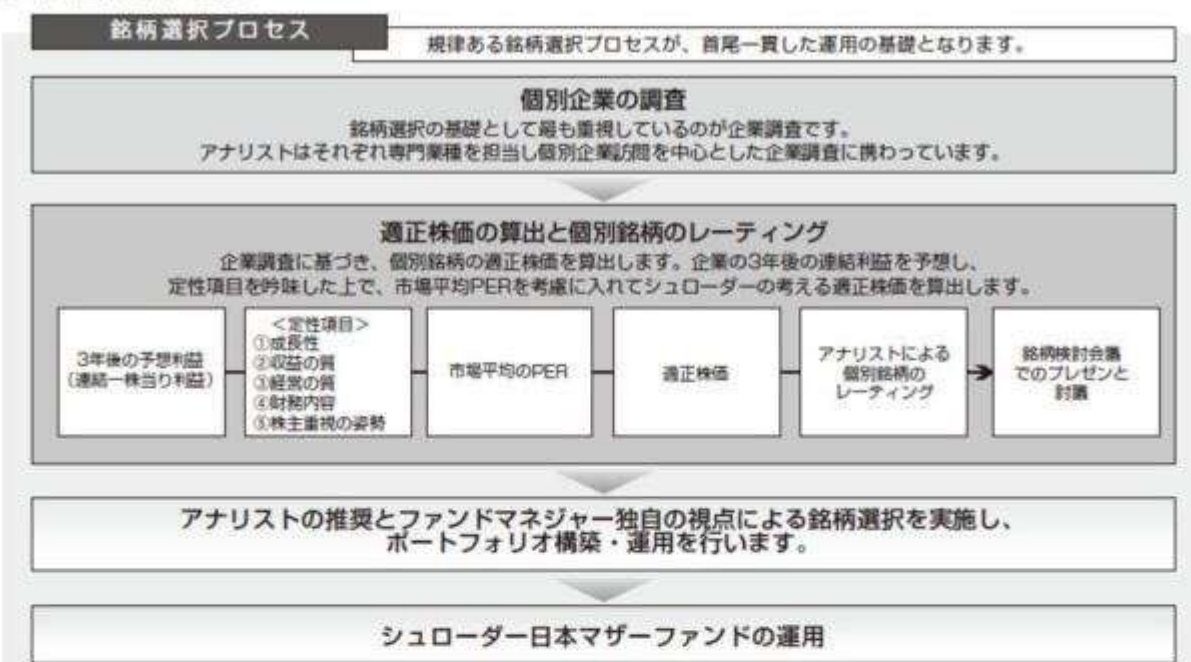 銘柄選択プロセス
規律ある銘柄選択プロセスが、首尾一貫した運用の基礎となります。
個別企業の調査
銘柄選択の基礎として最も重視しているのが企業調査です。
アナリストはそれぞれ専門業種を担当し個別企業訪問を中心とした企業調査に携わっています。
適正株価の算出と個別銘柄のレーティング
企業調査に基づき、個別銘柄の適正株価を算出します。企業の3年後の連結利益を予想し、
定性項目を吟味した上で、市場平均PERを考慮に入れてシュローダーの考える適正株価を算出します。
3年後の予想利益
(連結一株当り利益)
<定性項目>
①成長性
②収益の質
③経営の質
④財務内容
⑤株主重視の姿勢
市場平均のPER
適正株価
アナリストによる
個別銘柄の
レーティング
銘柄検討会議
でのプレゼンと
討議
アナリストの推奨とファンドマネジャー独自の視点による銘柄選択を実施し、
ポートフォリオ構築・運用を行います。
シュローダー日本マザーファンドの運用